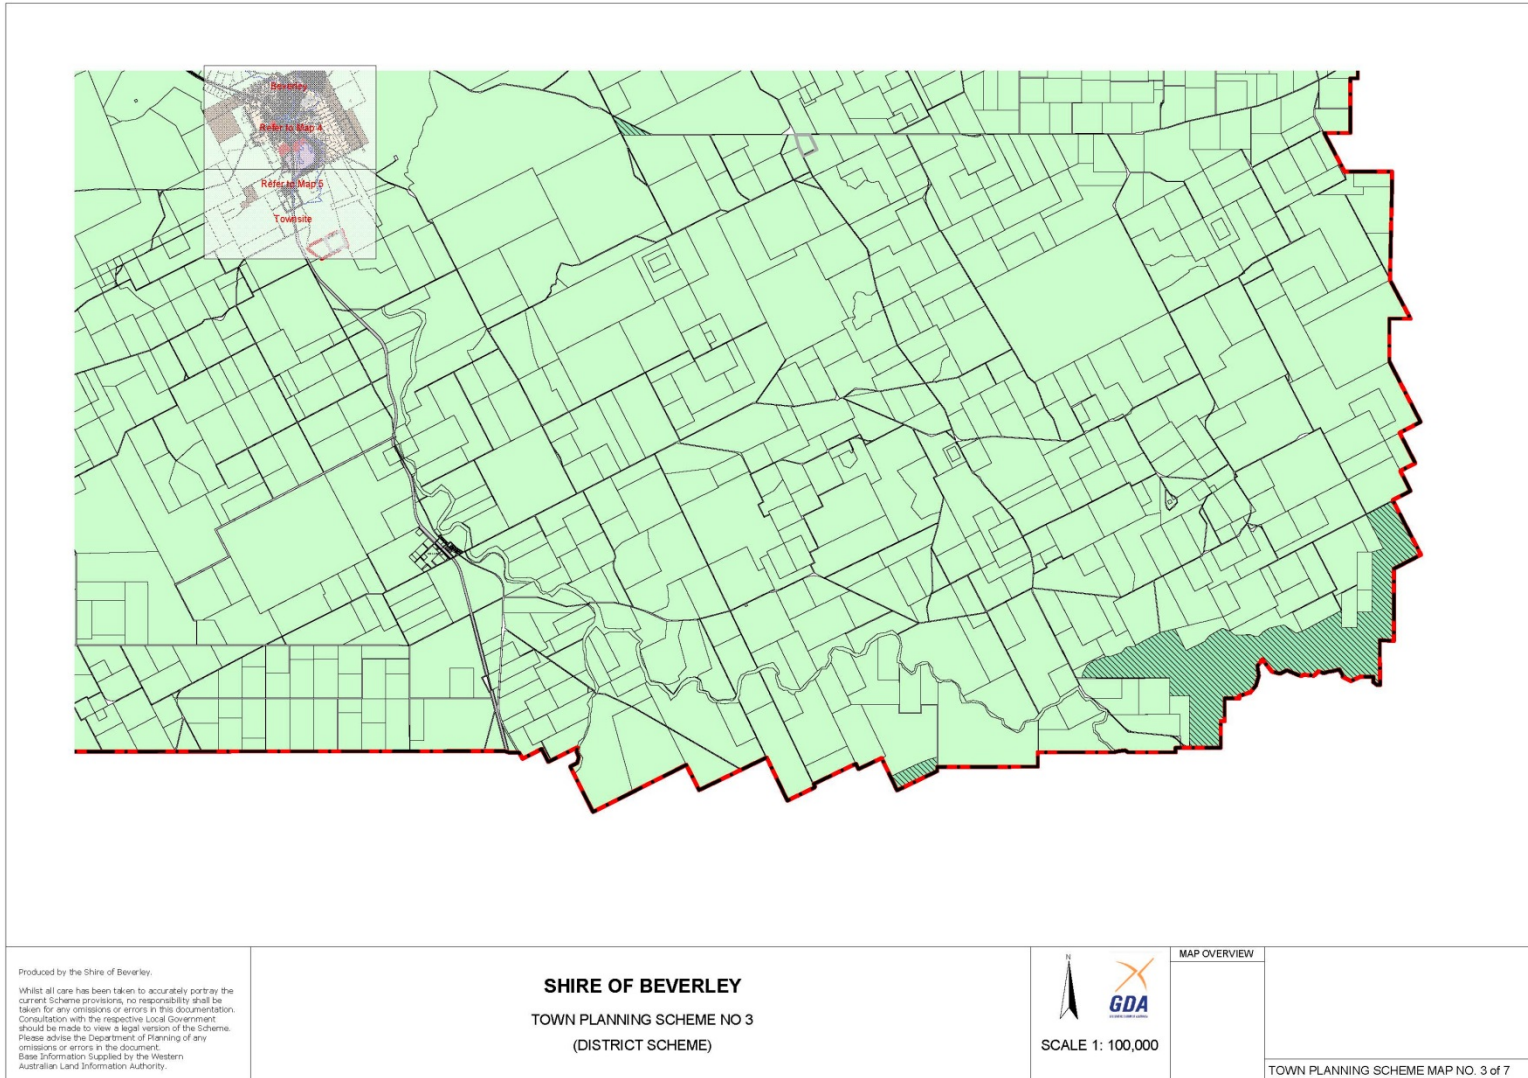 Beverley
Refer to Map 4
Refer to Map 5
Townsite
Produced by the Shire of Beverley.
Whilst all care has been taken to accurately portray the
current Scheme provisions, no responsibility shall be
taken for any omissions or errors in this documentation.
Consultation with the respective Local Government
should be made to view a legal version of the Scheme.
Please advise the Department of Planning of any
omissions or errors in the document.
Base Information Supplied by the Western
Australian Land Information Authority.
SHIRE OF BEVERLEY
TOWN PLANNING SCHEME NO 3
(DISTRICT SCHEME)
N
GDA
SCALE 1: 100,000
MAP OVERVIEW
TOWN PLANNING SCHEME MAP NO. 3 of 7